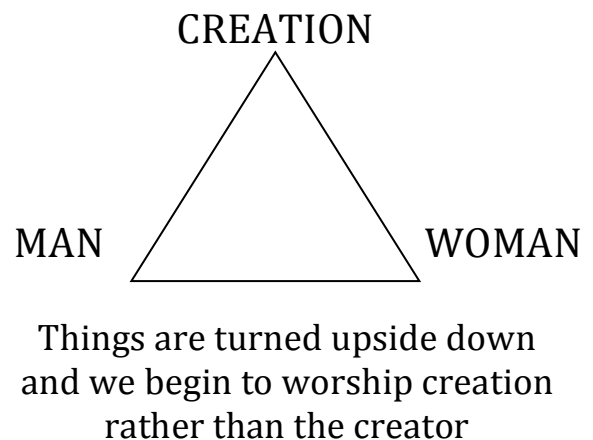 CREATION
MAN
WOMAN
Things are turned upside down
and we begin to worship creation
rather than the creator